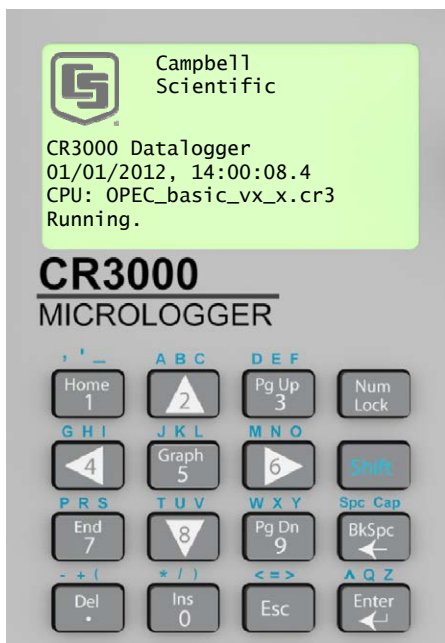 Campbell
Scientific
CR3000 Datalogger
01/01/2012, 14:00:08.4
CPU: OPEC_basic_vx_x.cr3
Running.
CR3000
MICROLOGGER
, ' _ A B C D E F
Home 1 2 Pg Up 3 Num Lock
G H I J K L M N O
4 Graph 5 6 Shift
P R S T U V W X Y Spc Cap
End 7 8 Pg Dn 9 BkSpc
- + ( * / ) < = > ^ Q Z
Del . Ins 0 Esc Enter